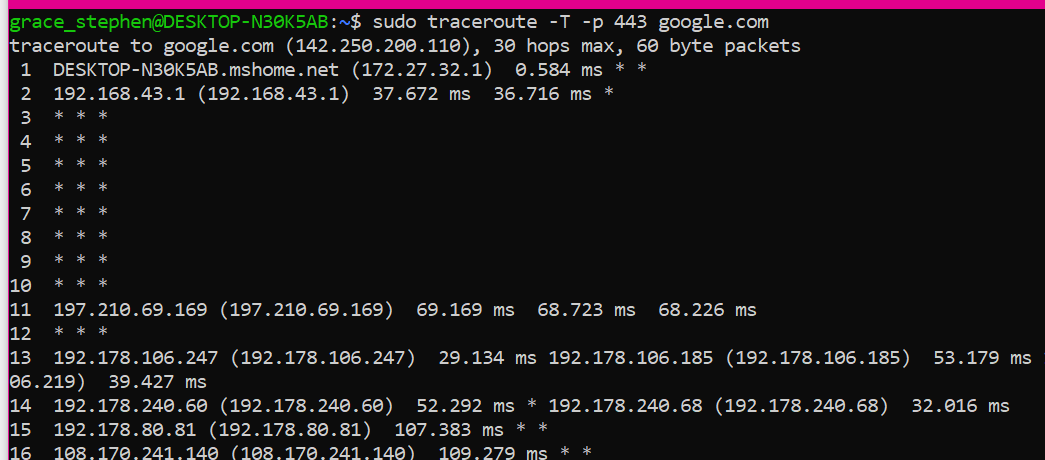 grace_stephen@DESKTOP-N30K5AB:~$ sudo traceroute -T -p 443 google.com
traceroute to google.com (142.250.200.110), 30 hops max, 60 byte packets
 1  DESKTOP-N30K5AB.mshome.net (172.27.32.1)  0.584 ms * *
 2  192.168.43.1 (192.168.43.1)  37.672 ms  36.716 ms *
 3  * * *
 4  * * *
 5  * * *
 6  * * *
 7  * * *
 8  * * *
 9  * * *
10  * * *
11  197.210.69.169 (197.210.69.169)  69.169 ms  68.723 ms  68.226 ms
12  * * *
13  192.178.106.247 (192.178.106.247)  29.134 ms 192.178.106.185 (192.178.106.185)  53.179 ms
06.219)  39.427 ms
14  192.178.240.60 (192.178.240.60)  52.292 ms * 192.178.240.68 (192.178.240.68)  32.016 ms
15  192.178.80.81 (192.178.80.81)  107.383 ms * *
16  108.170.241.140 (108.170.241.140)  109.279 ms * *